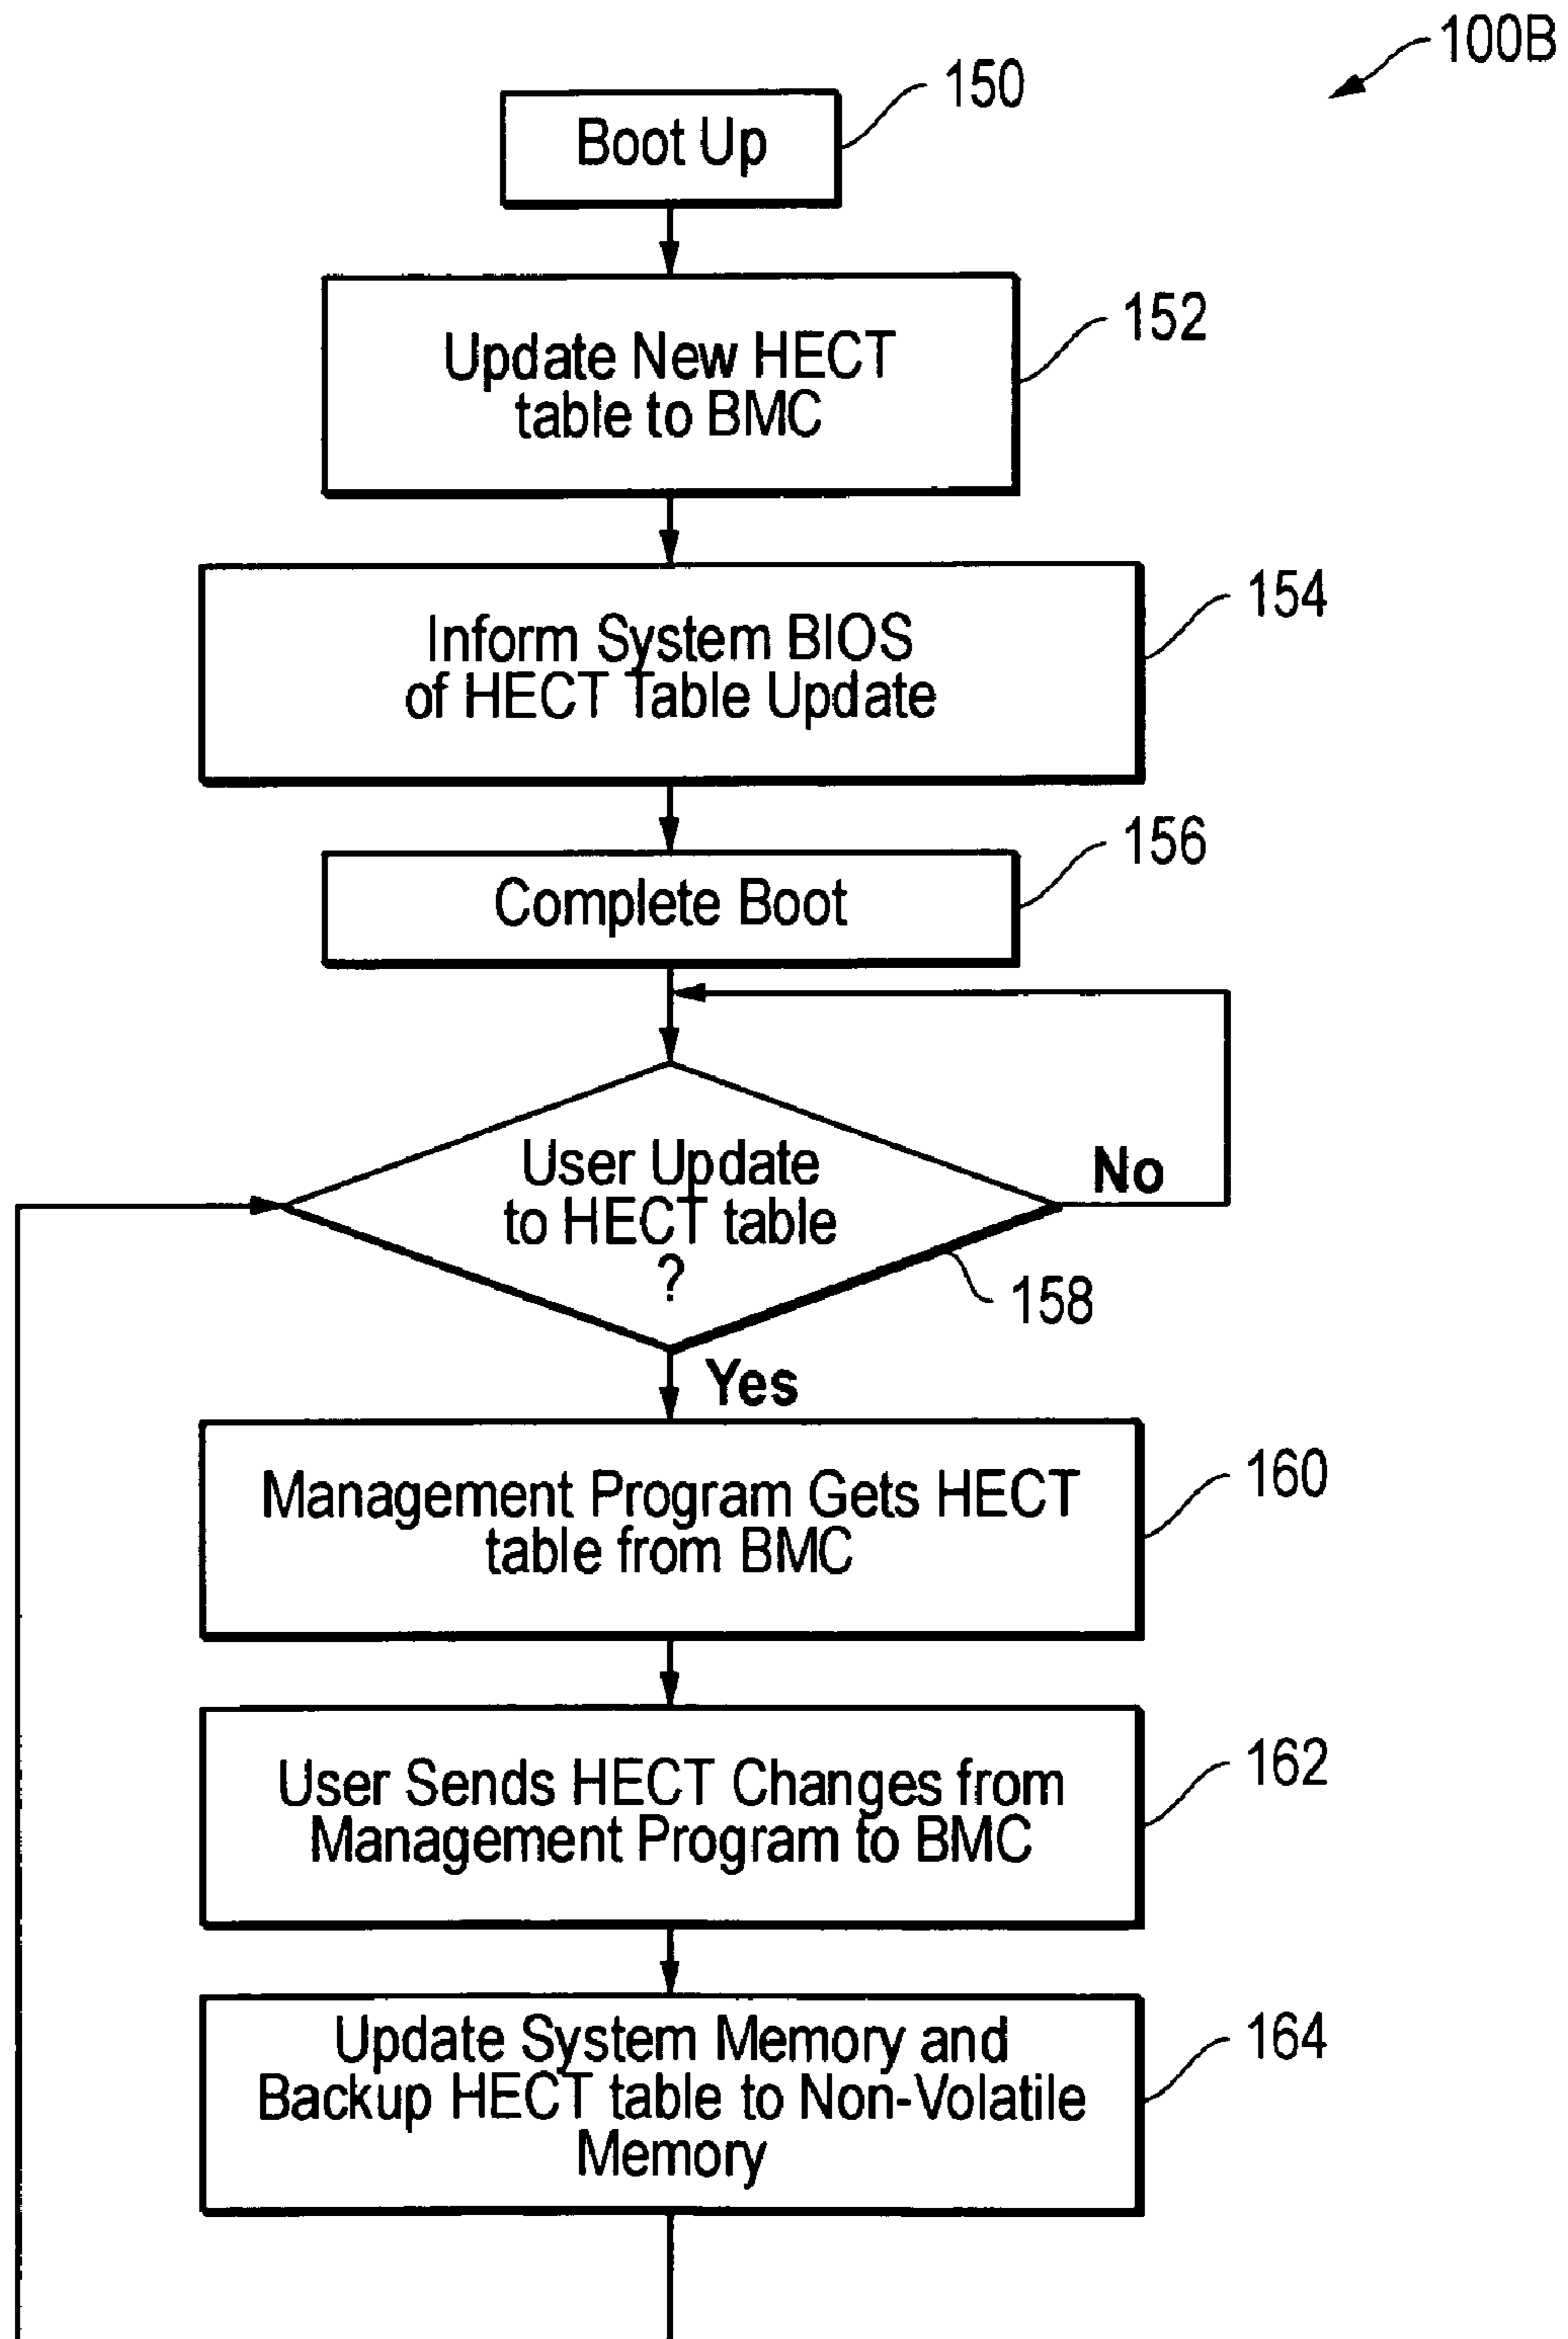 100B
150
Boot Up
152
Update New HECT
table to BMC
154
Inform System BIOS
of HECT Table Update
156
Complete Boot
User Update
to HECT table
?
No
158
Yes
160
Management Program Gets HECT
table from BMC
162
User Sends HECT Changes from
Management Program to BMC
164
Update System Memory and
Backup HECT table to Non-Volatile
Memory